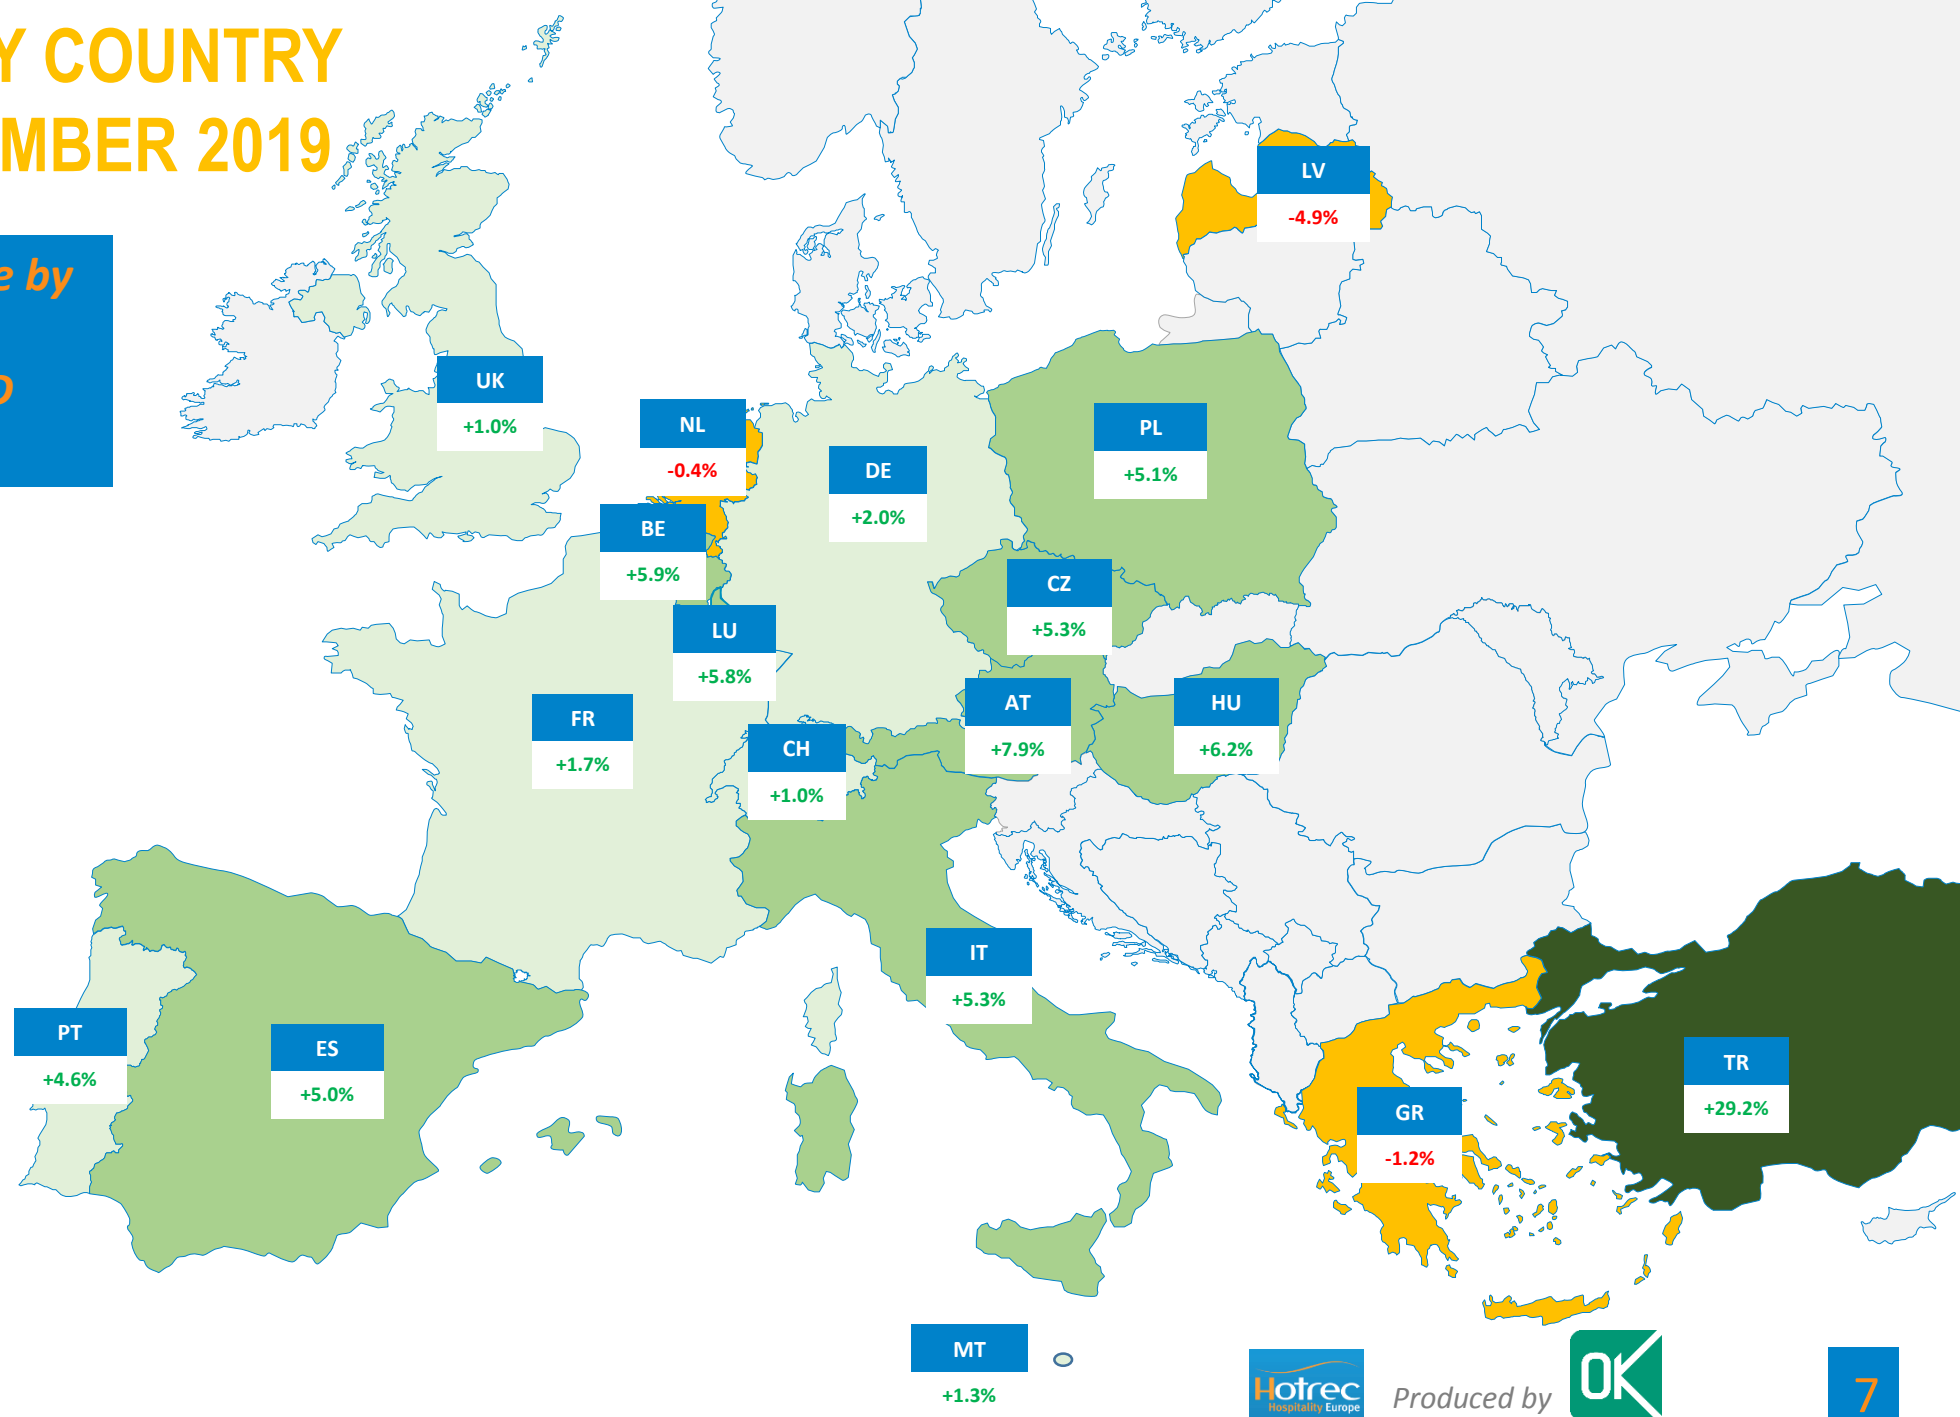 Y COUNTRY
MBER 2019
e by
LV
-4.9%
UK
+1.0%
NL
-0.4%
DE
+2.0%
PL
+5.1%
BE
+5.9%
CZ
+5.3%
LU
+5.8%
FR
+1.7%
CH
+1.0%
AT
+7.9%
HU
+6.2%
IT
+5.3%
PT
+4.6%
ES
+5.0%
TR
+29.2%
GR
-1.2%
MT
+1.3%
Hotrec
Hospitality Europe
Produced by
OK
7